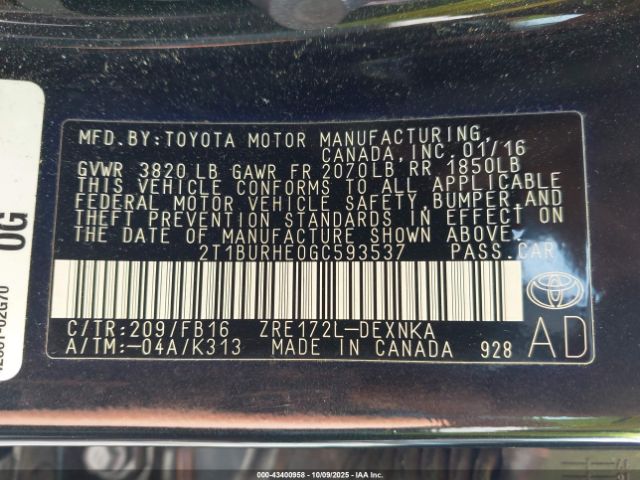 MFD.BY:TOYOTA MOTOR MANUFACTURING,
CANADA,INC. 01/16
GVWR 3820 LB GAWR FR 2070LB RR 1850LB
THIS VEHICLE CONFORMS TO ALL APPLICABLE
FEDERAL MOTOR VEHICLE SAFETY,BUMPER,AND
THEFT PREVENTION STANDARDS IN EFFECT ON
THE DATE OF MANUFACTURE SHOWN ABOVE.
2T1BURHE0GC593537 PASS.CAR
C/TR:209/FB16 ZRE172L-DEXNKA
A/TM:-04A/K313 MADE IN CANADA 928
AD
0G
000-43400958 - 10/09/2025 - IAA Inc.